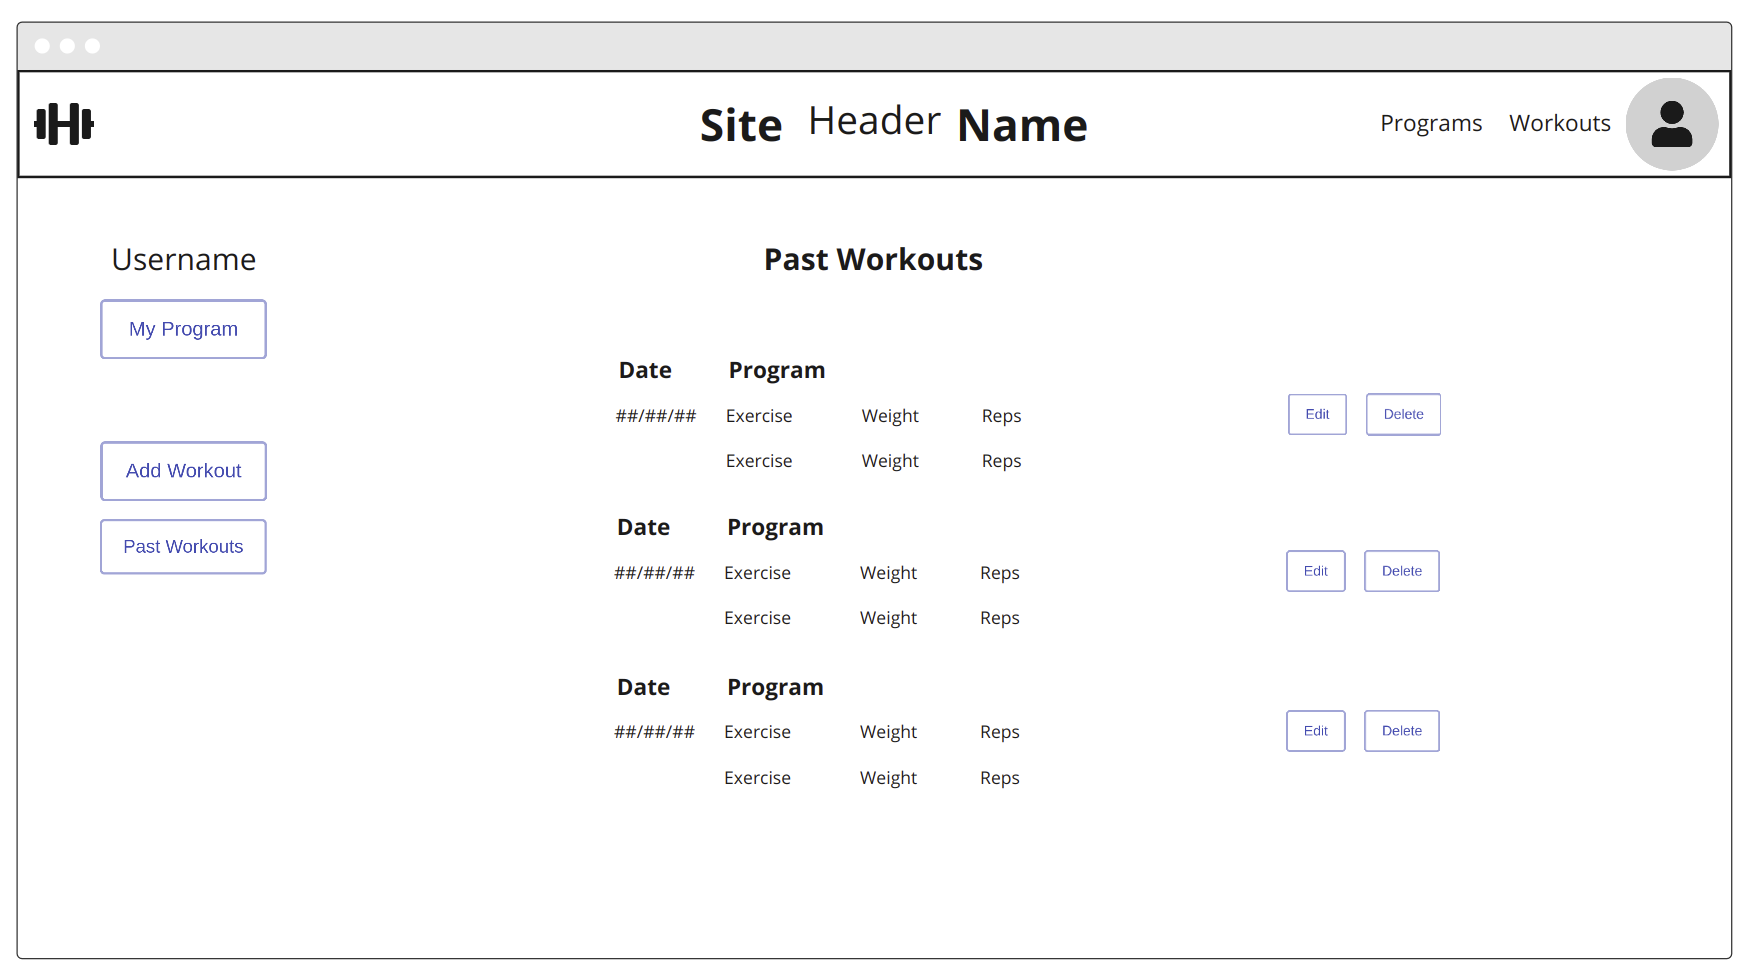 Site Header Name
Programs Workouts
Username
My Program
Add Workout
Past Workouts
Past Workouts
Date Program
##/##/## Exercise Weight Reps Edit Delete
Exercise Weight Reps
Date Program
##/##/## Exercise Weight Reps Edit Delete
Exercise Weight Reps
Date Program
##/##/## Exercise Weight Reps Edit Delete
Exercise Weight Reps